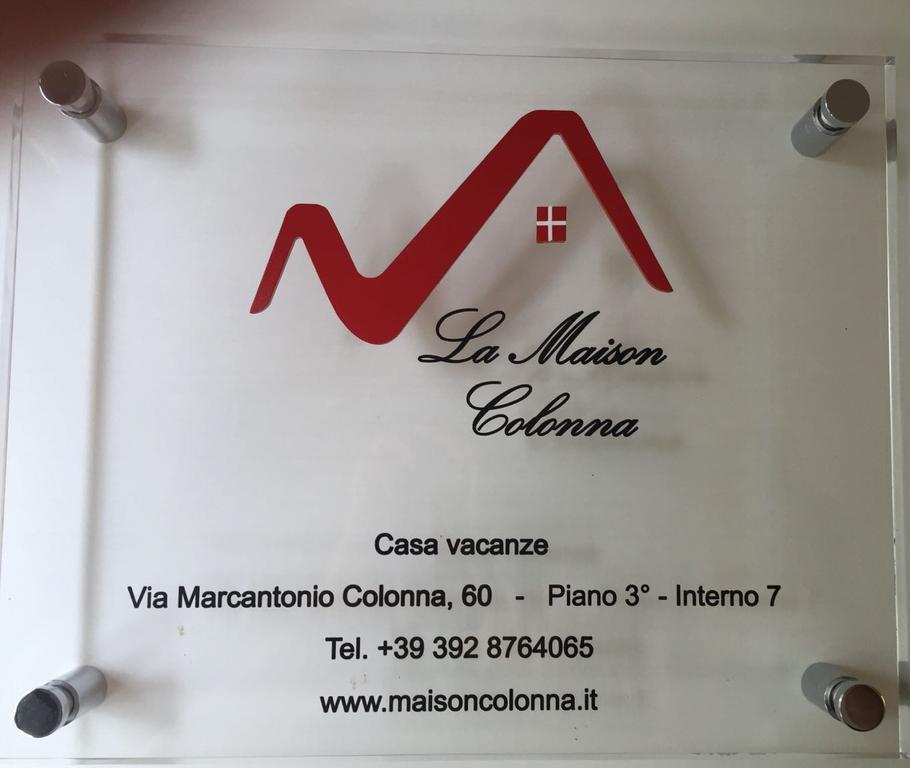 La Maison
Colonna
Casa vacanze
Via Marcantonio Colonna, 60 - Piano 3° - Interno 7
Tel. +39 392 8764065
www.maisoncolonna.it